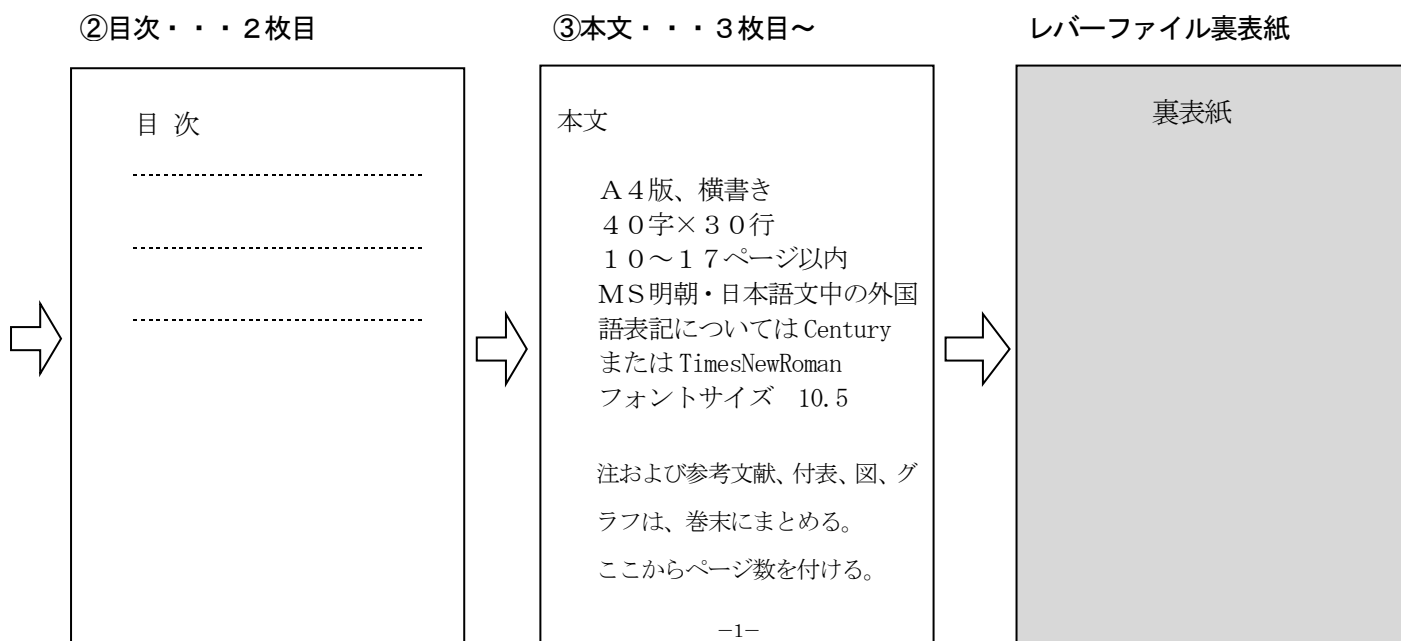 ②目次・・・２枚目
目 次
③本文・・・３枚目～
本文
Ａ４版、横書き
４０字×３０行
１０～１７ページ以内
ＭＳ明朝・日本語文中の外国
語表記については Century
または TimesNewRoman
フォントサイズ　10.5
注および参考文献、付表、図、グ
ラフは、巻末にまとめる。
ここからページ数を付ける。
－1－
レバーファイル裏表紙
裏表紙